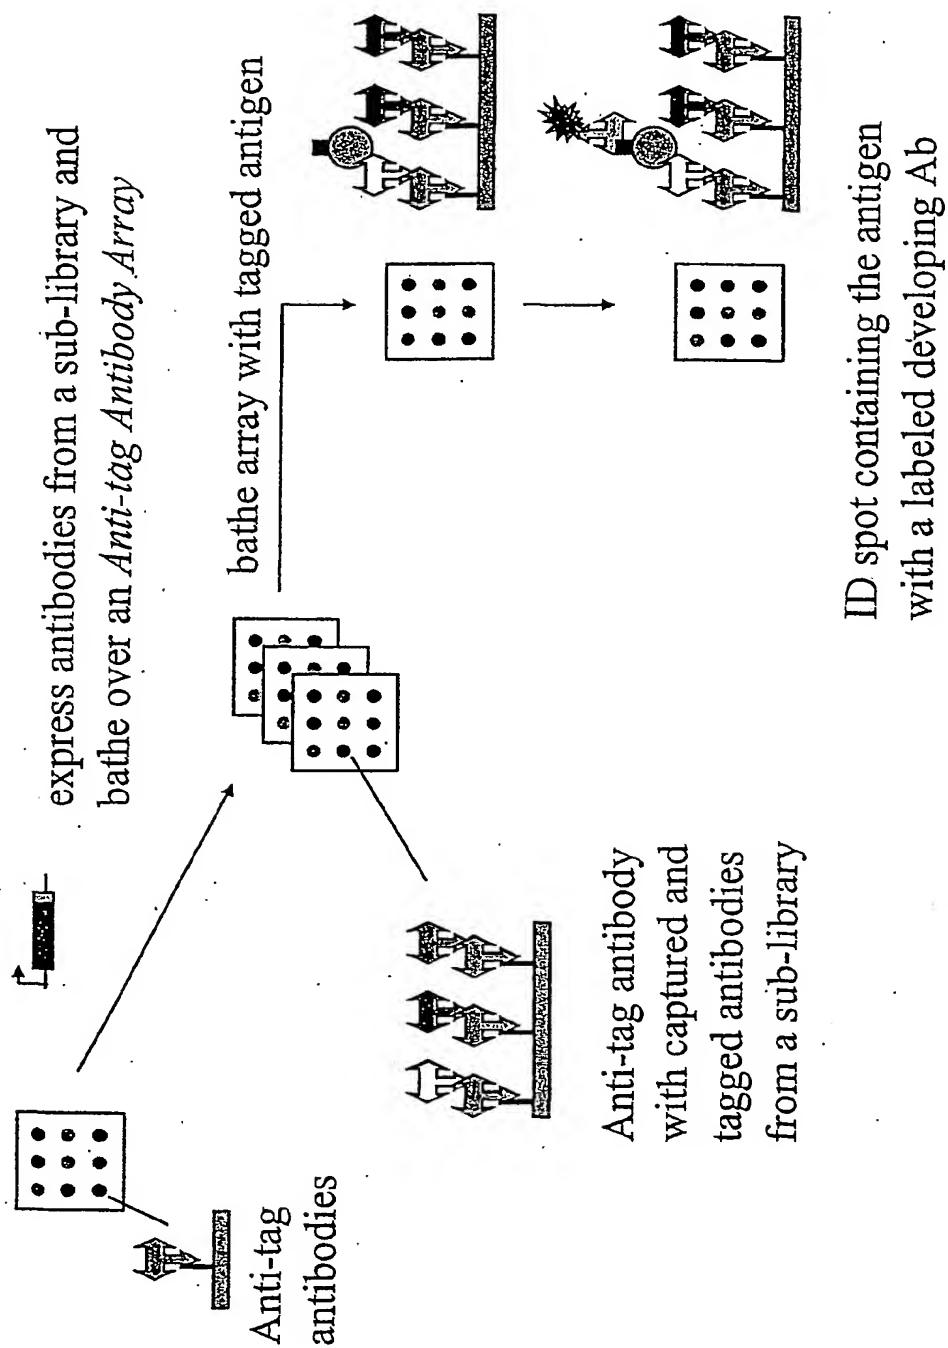 express antibodies from a sub-library and
bathe over an Anti-tag Antibody Array
Anti-tag
antibodies
bathe array with tagged antigen
Anti-tag antibody
with captured and
tagged antibodies
from a sub-library
ID spot containing the antigen
with a labeled developing Ab